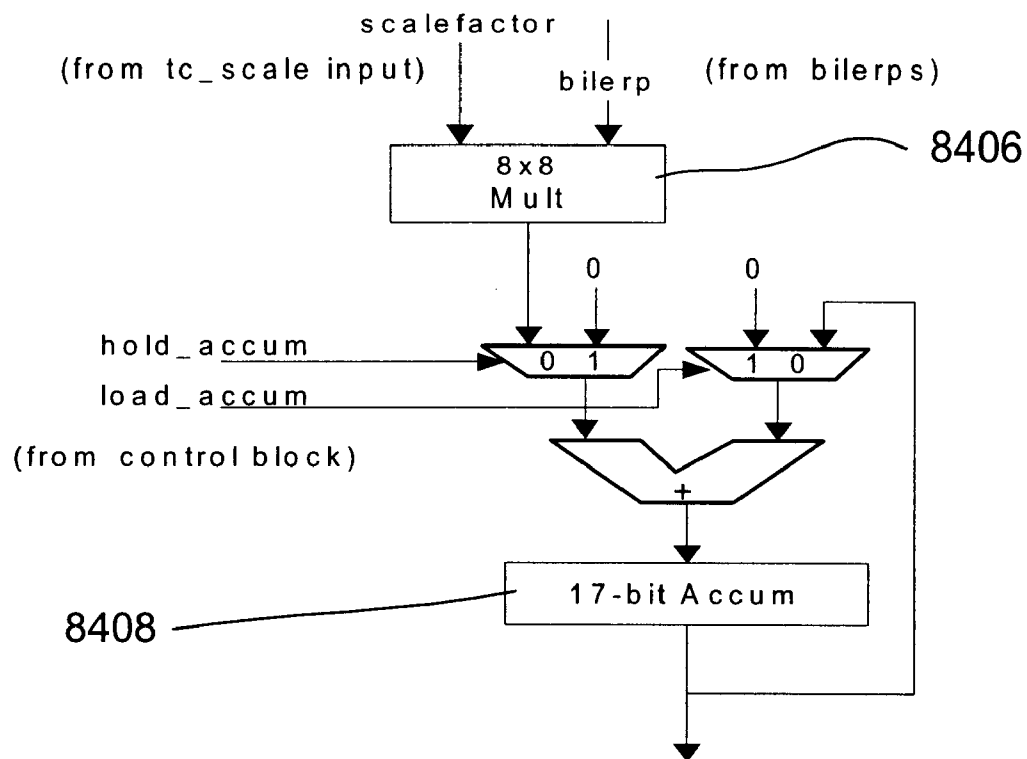 scalefactor
(from tc_scale input)
bilerp
(from bilerps)
8406
8x8
Mult
0
0
hold_accum
0 1
1 0
load_accum
(from control block)
+
17-bit Accum
8408